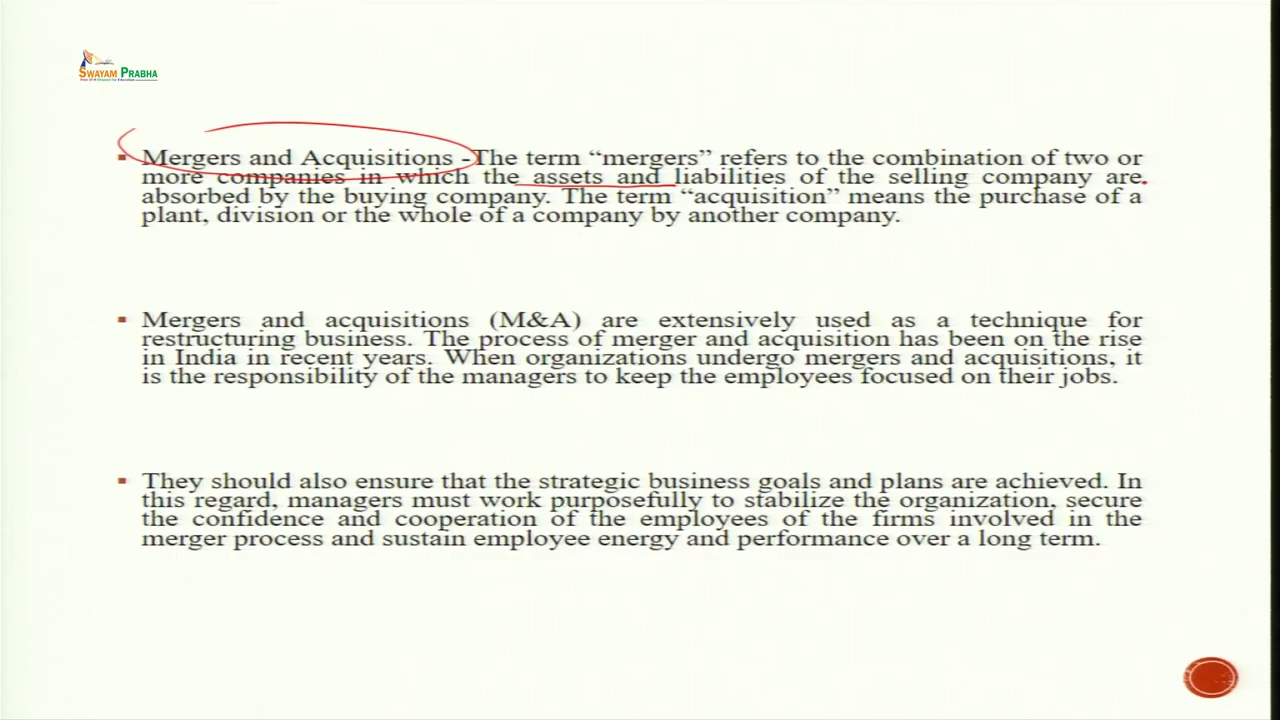 SWAYAM PRABHA
▪ Mergers and Acquisitions -The term “mergers” refers to the combination of two or
more companies in which the assets and liabilities of the selling company are
absorbed by the buying company. The term “acquisition” means the purchase of a
plant, division or the whole of a company by another company.
▪ Mergers and acquisitions (M&A) are extensively used as a technique for
restructuring business. The process of merger and acquisition has been on the rise
in India in recent years. When organizations undergo mergers and acquisitions, it
is the responsibility of the managers to keep the employees focused on their jobs.
▪ They should also ensure that the strategic business goals and plans are achieved. In
this regard, managers must work purposefully to stabilize the organization, secure
the confidence and cooperation of the employees of the firms involved in the
merger process and sustain employee energy and performance over a long term.